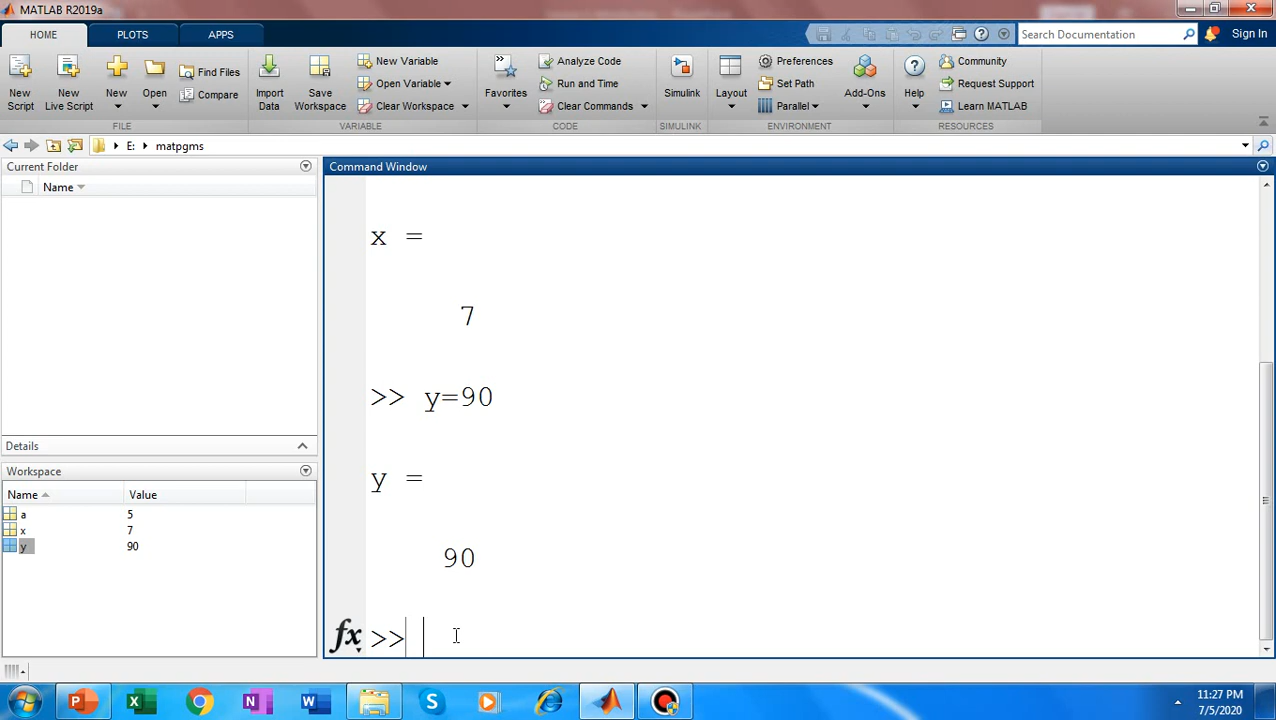 MATLAB R2019a
HOME PLOTS APPS
Search Documentation
Sign In
New Script
New Live Script
New
Open
Find Files
Compare
Import Data
Save Workspace
New Variable
Open Variable
Clear Workspace
Favorites
Analyze Code
Run and Time
Clear Commands
Simulink
Layout
Preferences
Set Path
Parallel
Add-Ons
Help
Community
Request Support
Learn MATLAB
FILE VARIABLE CODE SIMULINK ENVIRONMENT RESOURCES
E: matpgms
Current Folder
Name
Details
Workspace
Name Value
a 5
x 7
y 90
Command Window
x =
7
>> y=90
y =
90
fx >>
11:27 PM
7/5/2020